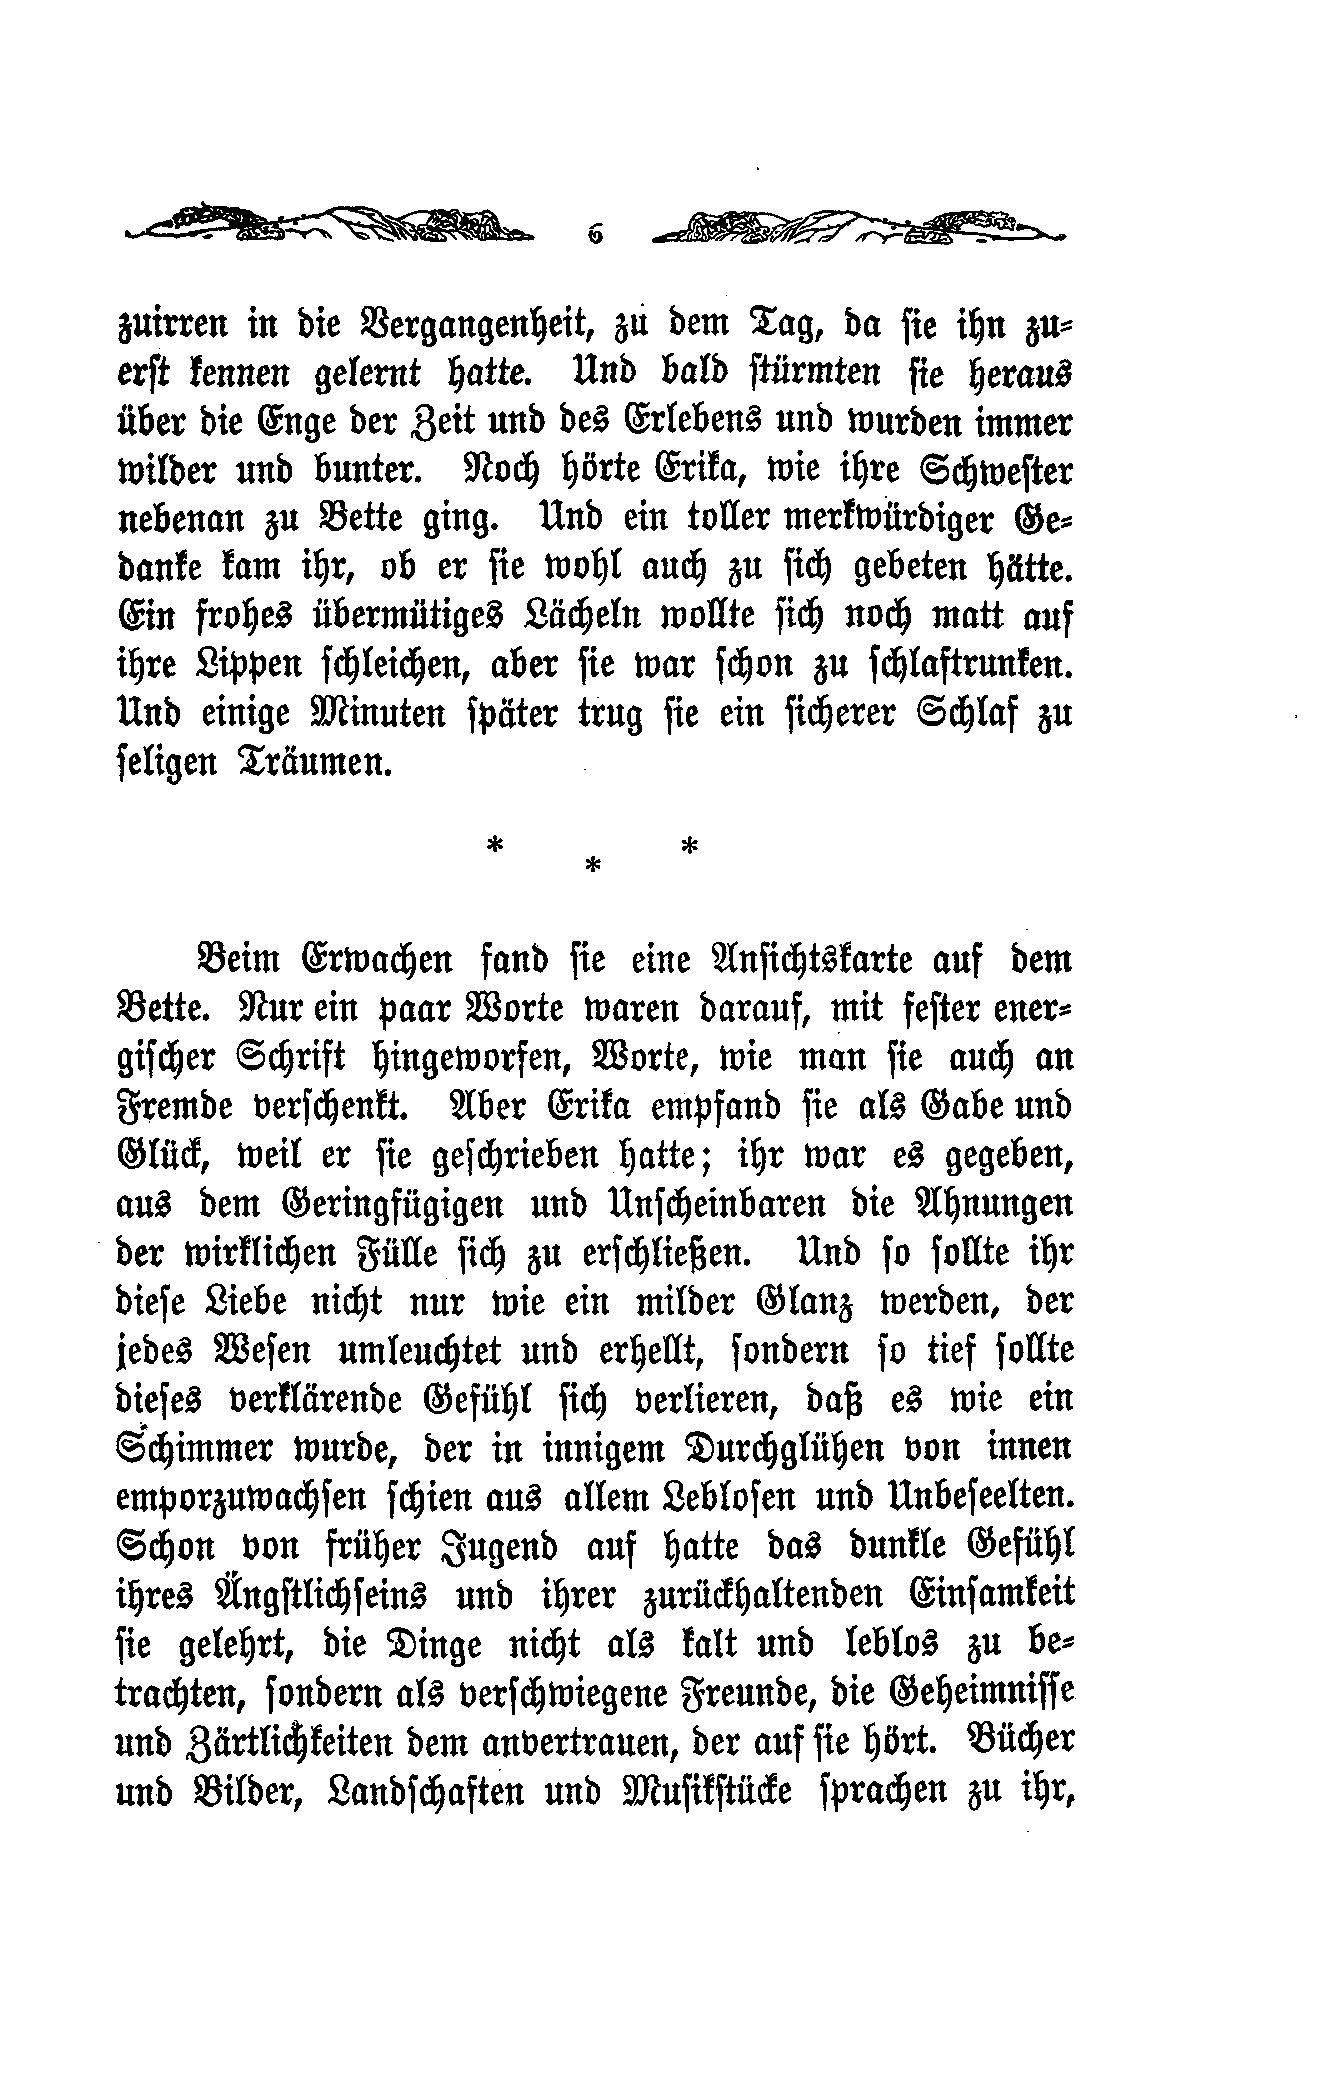 6
zuirren in die Vergangenheit, zu dem Tag, da sie ihn zu-
erst kennen gelernt hatte. Und bald stürmten sie heraus
über die Enge der Zeit und des Erlebens und wurden immer
wilder und bunter. Noch hörte Erika, wie ihre Schwester
nebenan zu Bette ging. Und ein toller merkwürdiger Ge-
danke kam ihr, ob er sie wohl auch zu sich gebeten hätte.
Ein frohes übermütiges Lächeln wollte sich noch matt auf
ihre Lippen schleichen, aber sie war schon zu schlaftrunken.
Und einige Minuten später trug sie ein sicherer Schlaf zu
seligen Träumen.
* * *
Beim Erwachen fand sie eine Ansichtskarte auf dem
Bette. Nur ein paar Worte waren darauf, mit fester ener-
gischer Schrift hingeworfen, Worte, wie man sie auch an
Fremde verschenkt. Aber Erika empfand sie als Gabe und
Glück, weil er sie geschrieben hatte; ihr war es gegeben,
aus dem Geringfügigen und Unscheinbaren die Ahnungen
der wirklichen Fülle sich zu erschließen. Und so sollte ihr
diese Liebe nicht nur wie ein milder Glanz werden, der
jedes Wesen umleuchtet und erhellt, sondern so tief sollte
dieses verklärende Gefühl sich verlieren, daß es wie ein
Schimmer wurde, der in innigem Durchglühen von innen
emporzuwachsen schien aus allem Leblosen und Unbeseelten.
Schon von früher Jugend auf hatte das dunkle Gefühl
ihres Ängstlichseins und ihrer zurückhaltenden Einsamkeit
sie gelehrt, die Dinge nicht als kalt und leblos zu be-
trachten, sondern als verschwiegene Freunde, die Geheimnisse
und Zärtlichkeiten dem anvertrauen, der auf sie hört. Bücher
und Bilder, Landschaften und Musikstücke sprachen zu ihr,